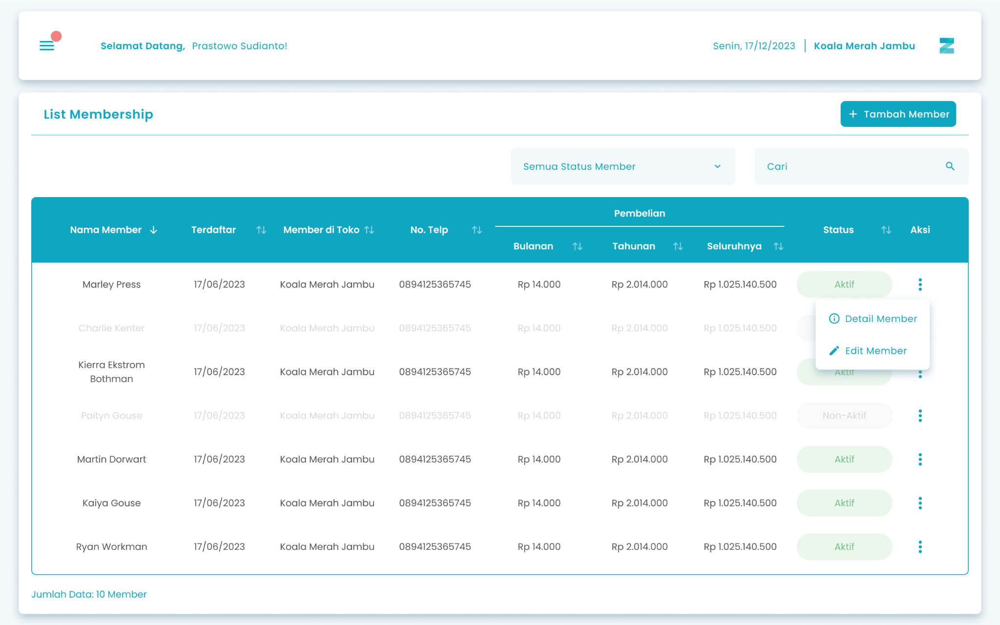 Selamat Datang, Prastowo Sudianto!
Senin, 17/12/2023 Koala Merah Jambu
List Membership
+ Tambah Member
Semua Status Member
Cari
Pembelian
Nama Member Terdaftar Member di Toko No. Telp Status Aksi
Bulanan Tahunan Seluruhnya
Marley Press 17/06/2023 Koala Merah Jambu 0894125365745 Rp 14.000 Rp 2.014.000 Rp 1.025.140.500 Aktif
Detail Member
Edit Member
Charlie Kenter 17/06/2023 Koala Merah Jambu 0894125365745 Rp 14.000 Rp 2.014.000 Rp 1.025.140.500
Kierra Ekstrom
Bothman
17/06/2023 Koala Merah Jambu 0894125365745 Rp 14.000 Rp 2.014.000 Rp 1.025.140.500 Aktif
Paityn Gouse 17/06/2023 Koala Merah Jambu 0894125365745 Rp 14.000 Rp 2.014.000 Rp 1.025.140.500 Non-Aktif
Martin Dorwart 17/06/2023 Koala Merah Jambu 0894125365745 Rp 14.000 Rp 2.014.000 Rp 1.025.140.500 Aktif
Kaiya Gouse 17/06/2023 Koala Merah Jambu 0894125365745 Rp 14.000 Rp 2.014.000 Rp 1.025.140.500 Aktif
Ryan Workman 17/06/2023 Koala Merah Jambu 0894125365745 Rp 14.000 Rp 2.014.000 Rp 1.025.140.500 Aktif
Jumlah Data: 10 Member